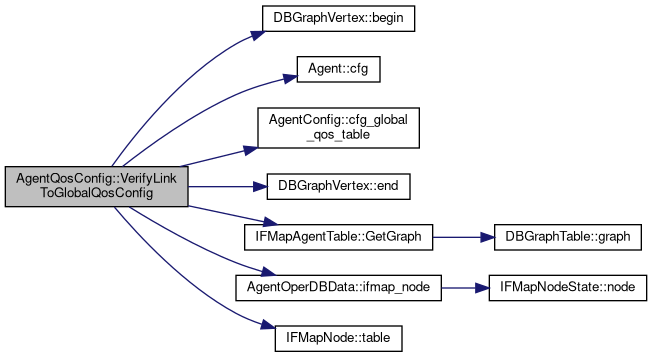 DBGraphVertex::begin
Agent::cfg
AgentConfig::cfg_global
_qos_table
AgentQosConfig::VerifyLink
ToGlobalQosConfig
DBGraphVertex::end
IFMapAgentTable::GetGraph
DBGraphTable::graph
AgentOperDBData::ifmap_node
IFMapNodeState::node
IFMapNode::table